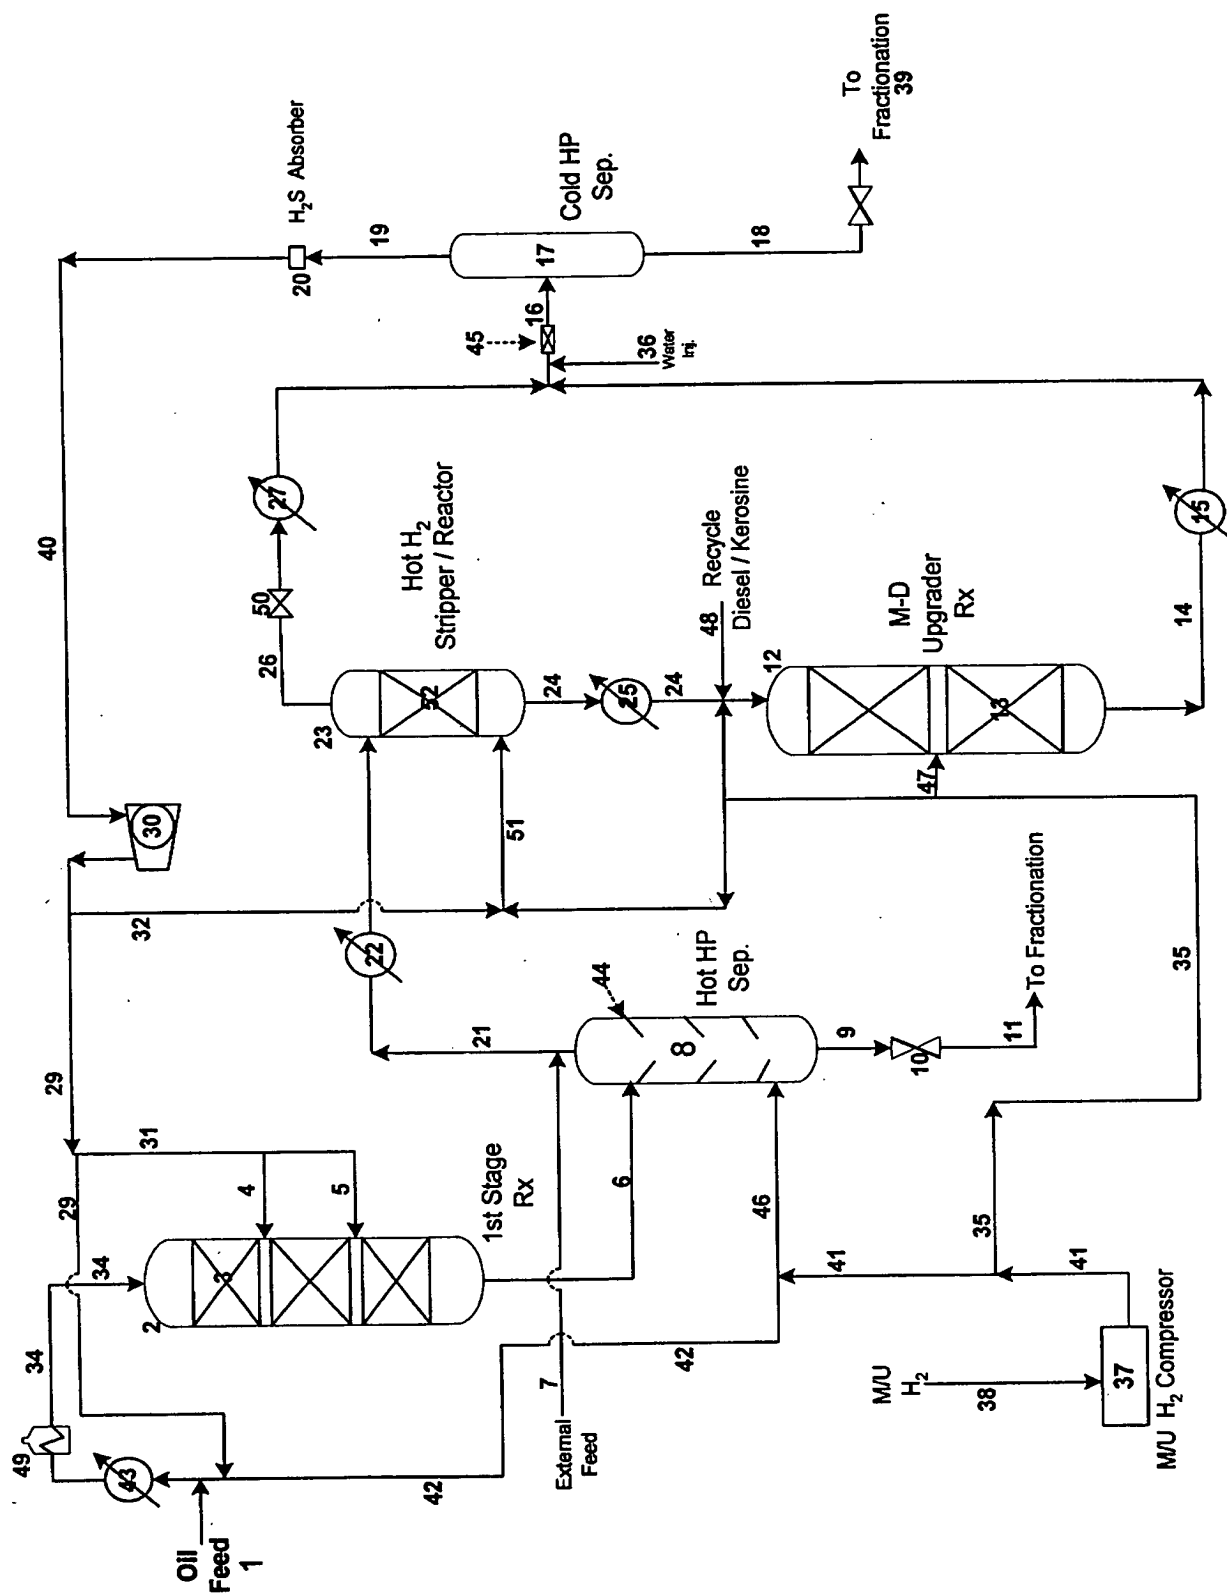 Oil
Feed
1
43
49
34
34
2
3
4
5
1st Stage
Rx
29
29
31
32
30
40
42
42
External
Feed
7
6
46
41
41
35
35
M/U
H2
38
37
M/U H2 Compressor
8
44
Hot HP
Sep.
9
10
11
To Fractionation
21
22
51
23
52
Hot H2
Stripper / Reactor
24
25
24
26
50
27
48
Recycle
Diesel / Kerosine
12
13
47
M-D
Upgrader
Rx
14
15
36
Water
Inj.
45
16
17
Cold HP
Sep.
18
19
20
H2S Absorber
To
Fractionation
39